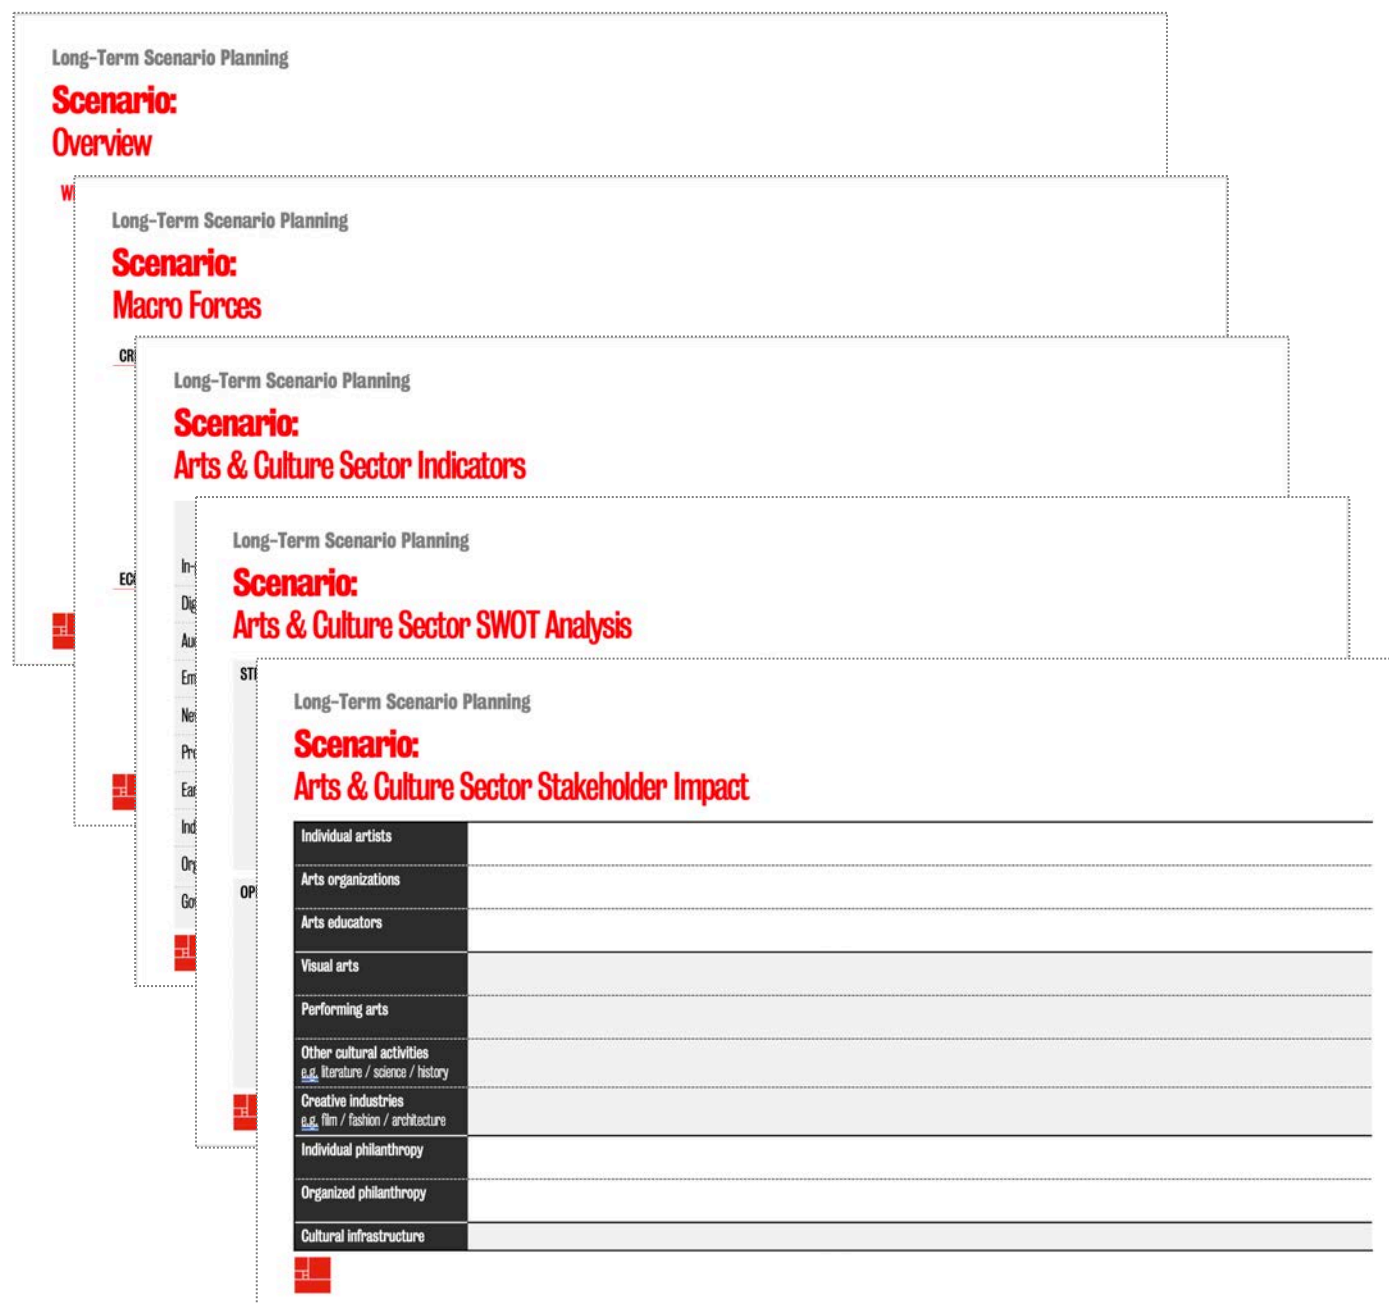 Long-Term Scenario Planning
Scenario:
Overview
Long-Term Scenario Planning
Scenario:
Macro Forces
Long-Term Scenario Planning
Scenario:
Arts & Culture Sector Indicators
Long-Term Scenario Planning
Scenario:
Arts & Culture Sector SWOT Analysis
Long-Term Scenario Planning
Scenario:
Arts & Culture Sector Stakeholder Impact
Individual artists
Arts organizations
Arts educators
Visual arts
Performing arts
Other cultural activities
e.g. literature / science / history
Creative industries
e.g. film / fashion / architecture
Individual philanthropy
Organized philanthropy
Cultural infrastructure